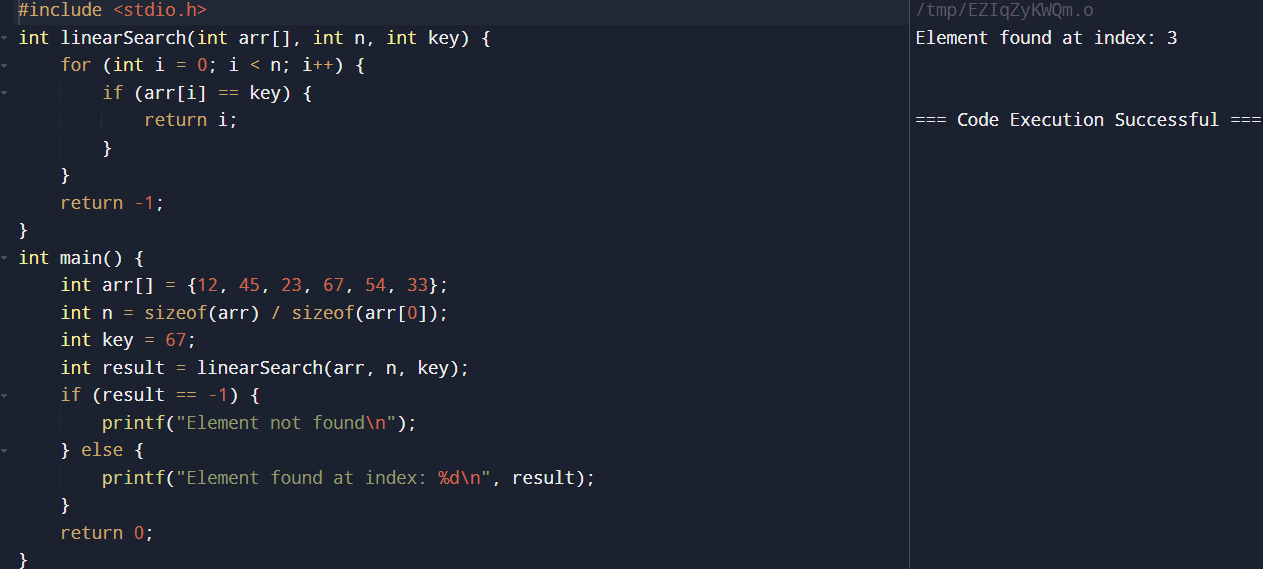 #include <stdio.h>
int linearSearch(int arr[], int n, int key) {
    for (int i = 0; i < n; i++) {
        if (arr[i] == key) {
            return i;
        }
    }
    return -1;
}
int main() {
    int arr[] = {12, 45, 23, 67, 54, 33};
    int n = sizeof(arr) / sizeof(arr[0]);
    int key = 67;
    int result = linearSearch(arr, n, key);
    if (result == -1) {
        printf("Element not found\n");
    } else {
        printf("Element found at index: %d\n", result);
    }
    return 0;
}
/tmp/EZIqZyKWQm.o
Element found at index: 3
=== Code Execution Successful ===